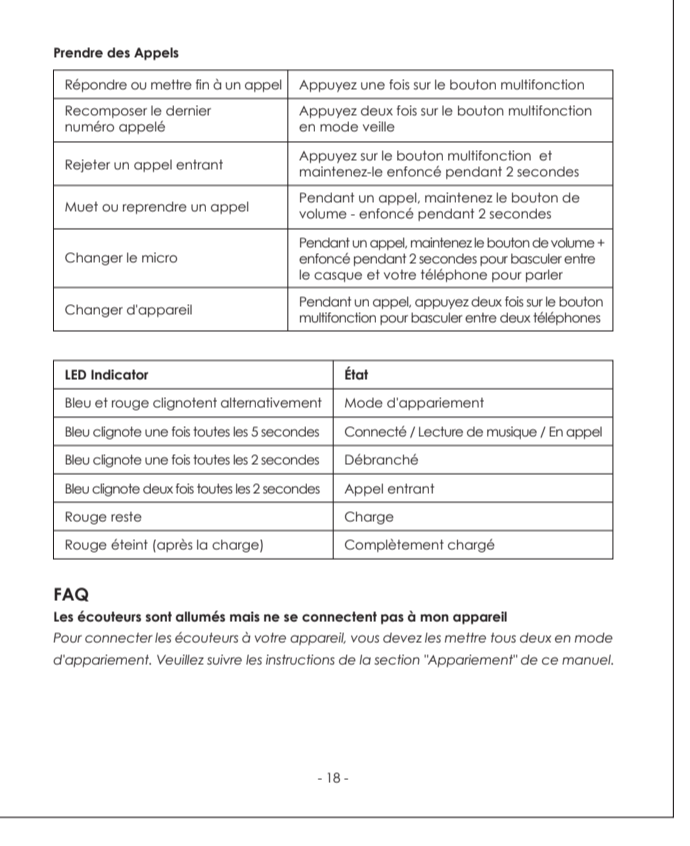 Prendre des Appels
Répondre ou mettre fin à un appel
Appuyez une fois sur le bouton multifonction
Recomposer le dernier
numéro appelé
Appuyez deux fois sur le bouton multifonction
en mode veille
Rejeter un appel entrant
Appuyez sur le bouton multifonction et
maintenez-le enfoncé pendant 2 secondes
Muet ou reprendre un appel
Pendant un appel, maintenez le bouton de
volume - enfoncé pendant 2 secondes
Changer le micro
Pendant un appel, maintenez le bouton de volume +
enfoncé pendant 2 secondes pour basculer entre
le casque et votre téléphone pour parler
Changer d'appareil
Pendant un appel, appuyez deux fois sur le bouton
multifonction pour basculer entre deux téléphones
LED Indicator
État
Bleu et rouge clignotent alternativement
Mode d'appariement
Bleu clignote une fois toutes les 5 secondes
Connecté / Lecture de musique / En appel
Bleu clignote une fois toutes les 2 secondes
Débranché
Bleu clignote deux fois toutes les 2 secondes
Appel entrant
Rouge reste
Charge
Rouge éteint (après la charge)
Complètement chargé
FAQ
Les écouteurs sont allumés mais ne se connectent pas à mon appareil
Pour connecter les écouteurs à votre appareil, vous devez les mettre tous deux en mode
d'appariement. Veuillez suivre les instructions de la section "Appariement" de ce manuel.
- 18 -